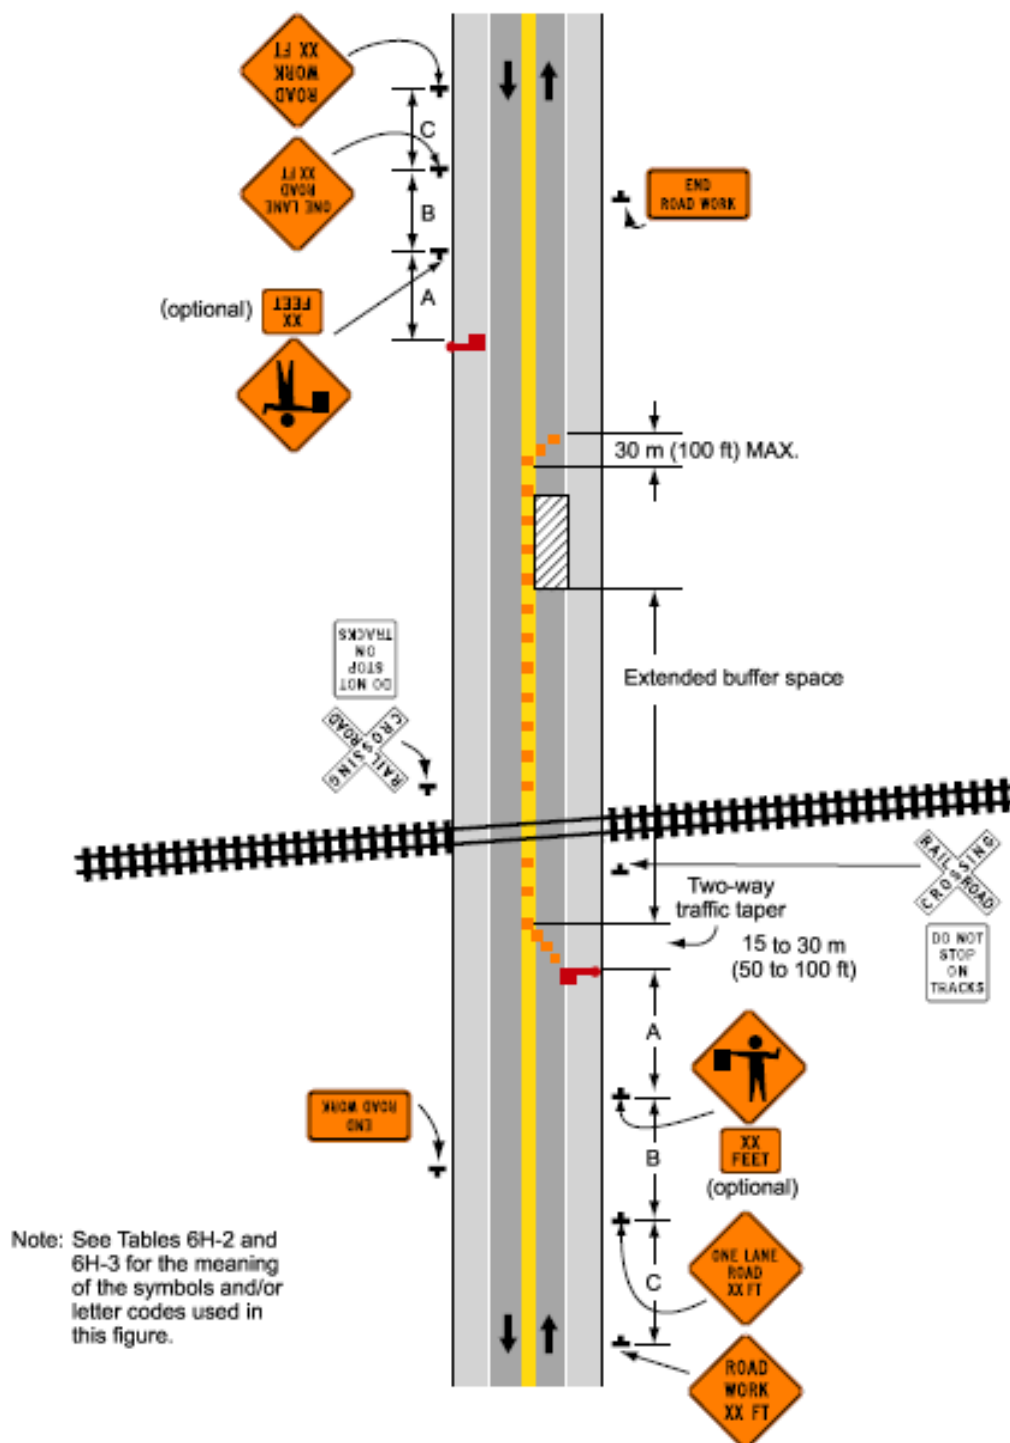 ROAD
WORK
XX FT
C
ONE LANE
ROAD
XX FT
B
END
ROAD WORK
A
(optional)
XX
FEET
30 m (100 ft) MAX.
DO NOT
STOP
ON
TRACKS
Extended buffer space
RAIL ROAD
CROSSING
RAIL ROAD
CROSSING
Two-way
traffic taper
15 to 30 m
(50 to 100 ft)
DO NOT
STOP
ON
TRACKS
A
END
ROAD WORK
B
XX
FEET
(optional)
Note: See Tables 6H-2 and
6H-3 for the meaning
of the symbols and/or
letter codes used in
this figure.
ONE LANE
ROAD
XX FT
C
ROAD
WORK
XX FT